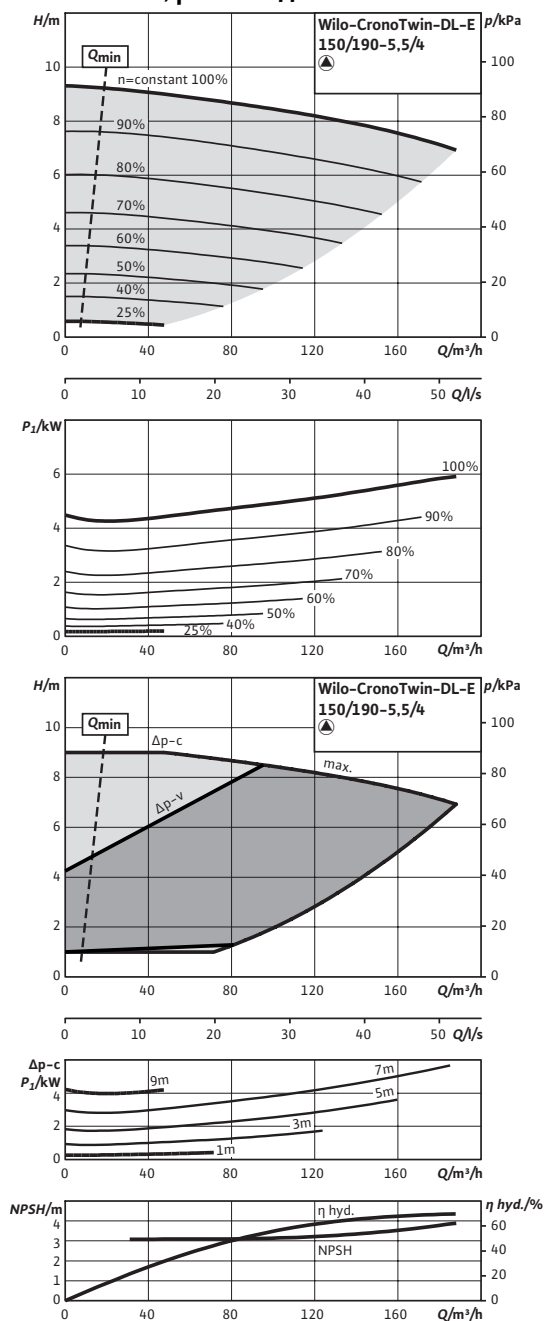 H/m
Wilo-CronoTwin-DL-E
150/190-5,5/4
p/kPa
Qmin
n=constant 100%
90%
80%
70%
60%
50%
40%
25%
10
8
6
4
2
0
100
80
60
40
20
0
0 40 80 120 160 Q/m³/h
0 10 20 30 40 50 Q/l/s
P1/kW
6
4
2
0
100%
90%
80%
70%
60%
50%
40%
25%
0 40 80 120 160 Q/m³/h
H/m
Wilo-CronoTwin-DL-E
150/190-5,5/4
p/kPa
Qmin
Δp-c
max.
Δp-v
10
8
6
4
2
0
100
80
60
40
20
0
0 40 80 120 160 Q/m³/h
0 10 20 30 40 50 Q/l/s
Δp-c
P1/kW
4
2
0
9m
7m
5m
3m
1m
0 40 80 120 160 Q/m³/h
NPSH/m
η hyd./%
4
3
2
1
0
η hyd.
NPSH
60
40
20
0
0 40 80 120 160 Q/m³/h